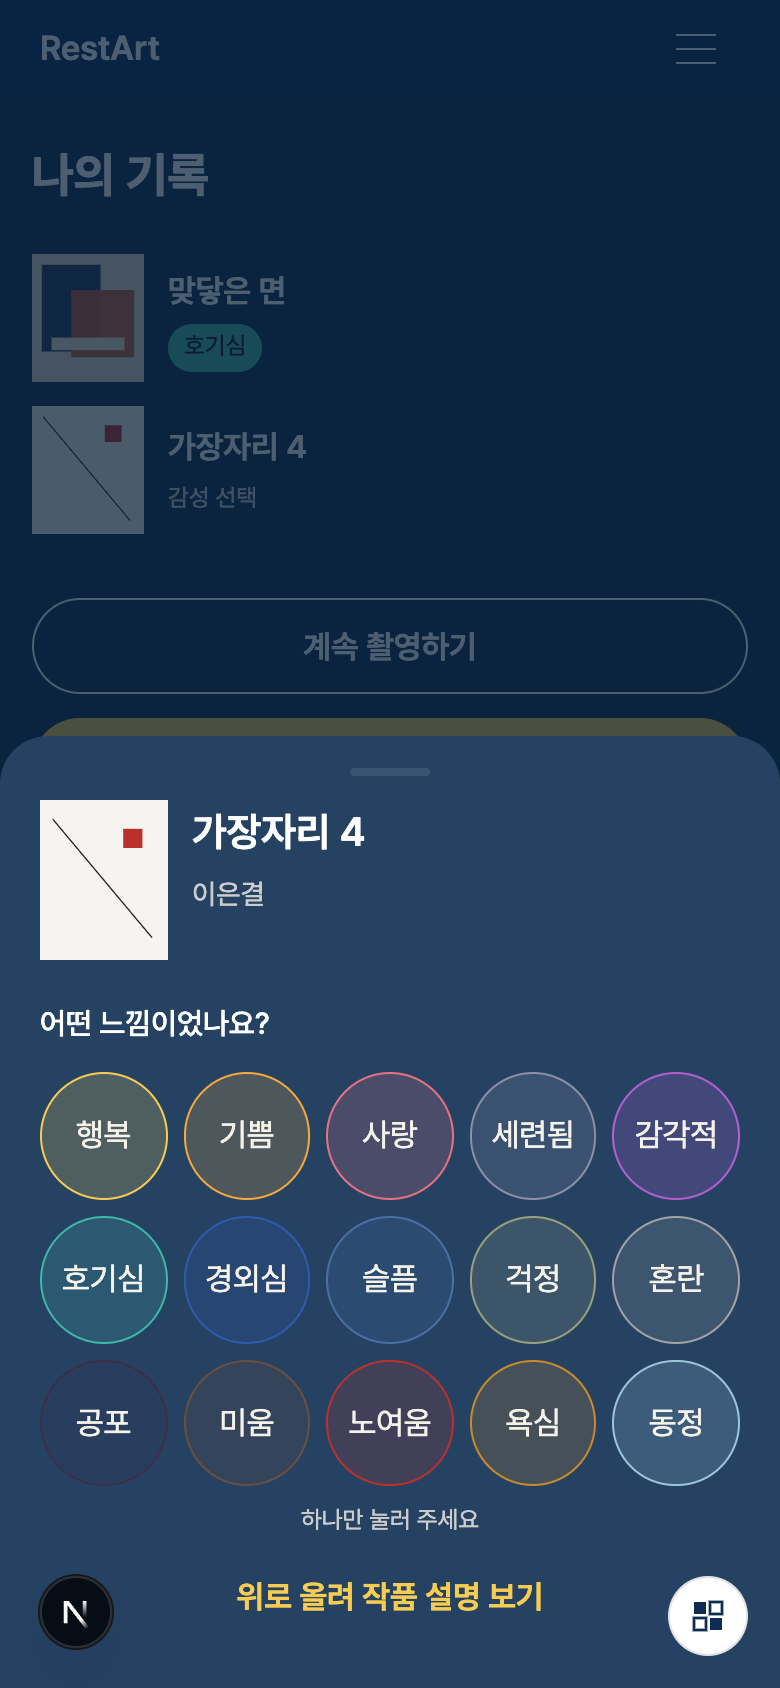 RestArt
나의 기록
맞닿은 면
호기심
가장자리 4
감성 선택
계속 촬영하기
가장자리 4
이은결
어떤 느낌이었나요?
행복 기쁨 사랑 세련됨 감각적
호기심 경외심 슬픔 걱정 혼란
공포 미움 노여움 욕심 동정
하나만 눌러 주세요
위로 올려 작품 설명 보기
N